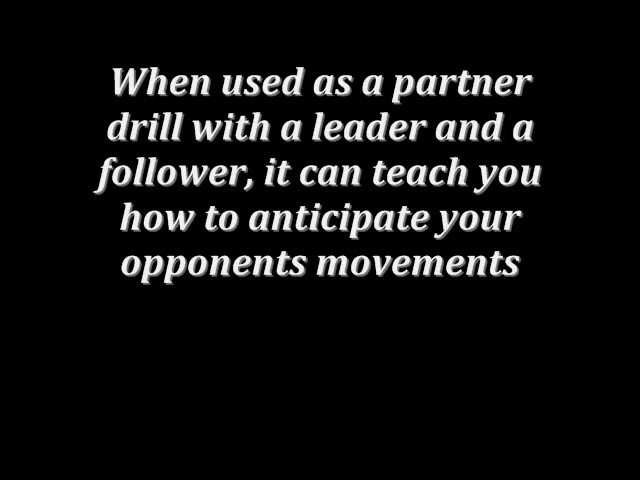 When used as a partner
drill with a leader and a
follower, it can teach you
how to anticipate your
opponents movements